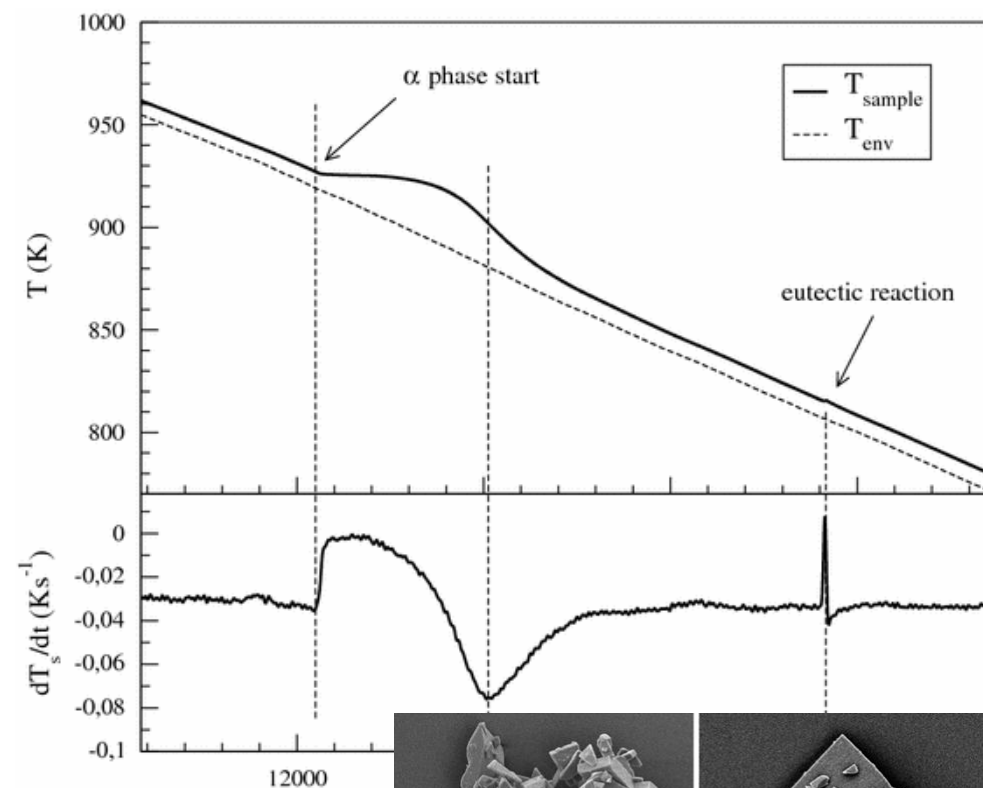 1000
α phase start
T_sample
T_env
950
900
T (K)
eutectic reaction
850
800
0
-0,02
-0,04
dT_s/dt (Ks^-1)
-0,06
-0,08
-0,1
12000